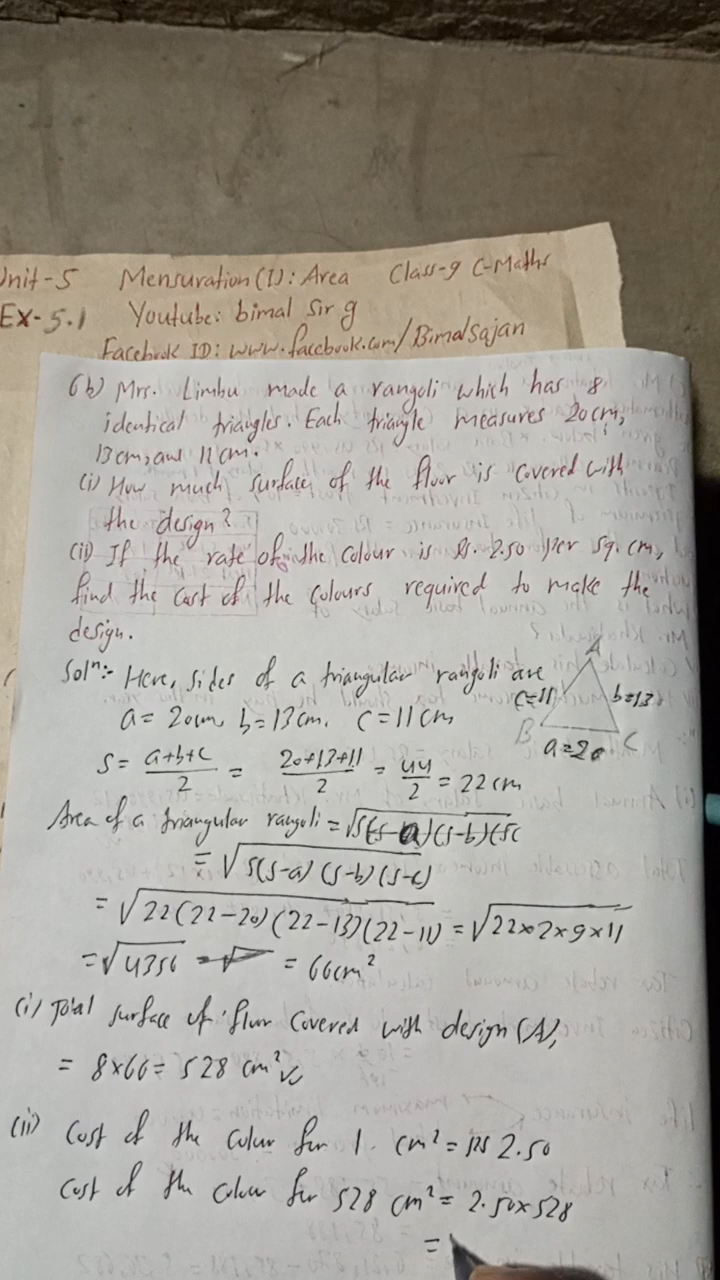 Unit-5 Mensuration (I): Area Class-9 C-Maths
Ex-5.1 Youtube: bimal Sir g
Facebook ID: www.facebook.com/BimalSajan
6b) Mrs. Limbu made a rangoli which has 8
identical triangles. Each triangle measures 20cm,
13cm, and 11cm.
(i) How much surface of the floor is covered with
the design?
(ii) If the rate of the colour is Rs. 2.50 per sq. cm,
find the cost of the colours required to make the
design.
Solⁿ:- Here, sides of a triangular rangoli are
a = 20cm, b = 13cm, c = 11cm
A
c=11 b=13
B C
a=20
S = (a+b+c)/2 = (20+13+11)/2 = 44/2 = 22 cm
Area of a triangular rangoli = √s(s-a)(s-b)(s-c
= √s(s-a)(s-b)(s-c)
= √22(22-20)(22-13)(22-11) = √22×2×9×11
= √4356 = 66cm²
(i) Total surface of floor covered with design (A),
= 8×66 = 528 cm²
(ii) Cost of the colour for 1 cm² = Rs 2.50
Cost of the colour for 528 cm² = 2.50×528
=